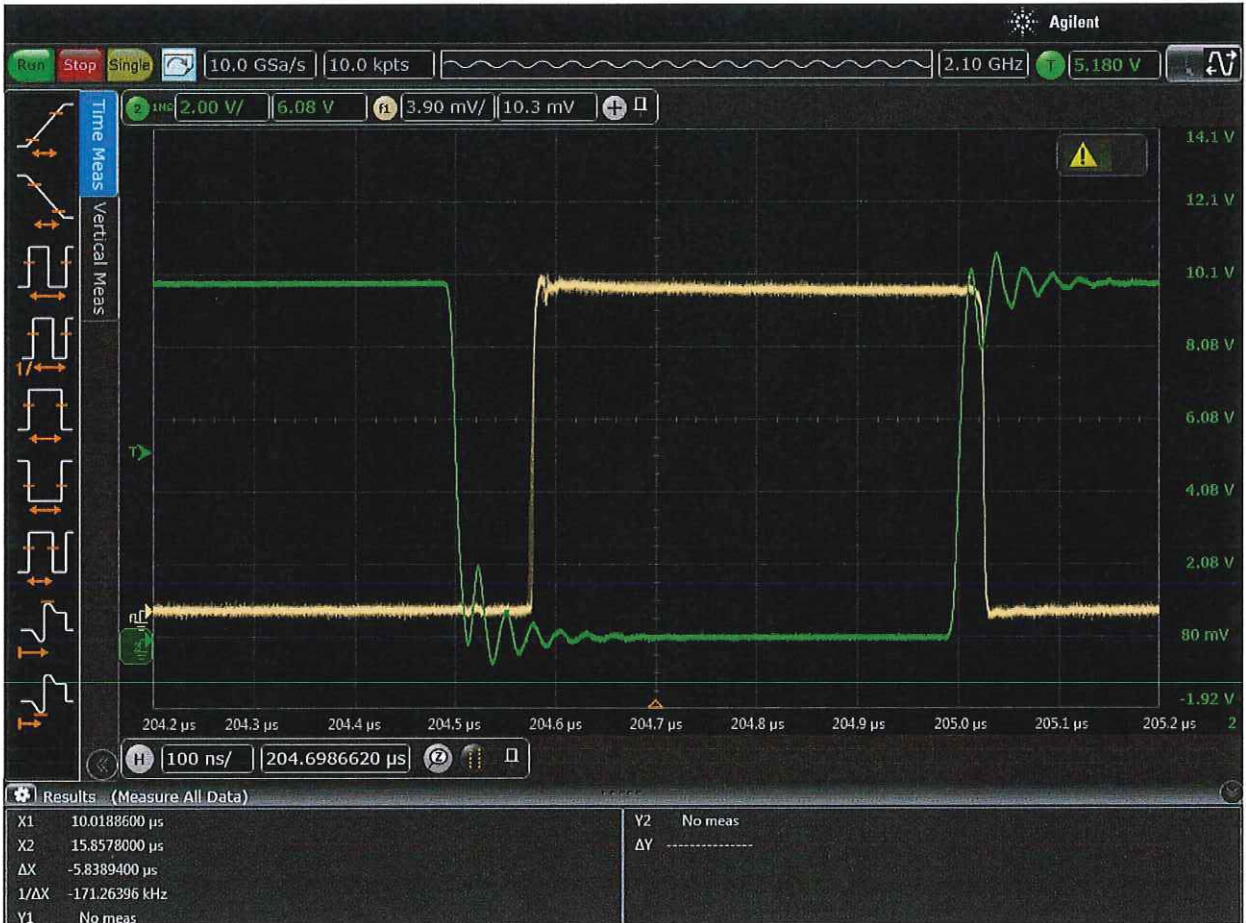 Agilent
Run Stop Single 10.0 GSa/s 10.0 kpts 2.10 GHz T 5.180 V
2 1MΩ 2.00 V/ 6.08 V f1 3.90 mV/ 10.3 mV
Time Meas
Vertical Meas
14.1 V
12.1 V
10.1 V
8.08 V
6.08 V
4.08 V
2.08 V
80 mV
-1.92 V
1/
T
204.2 µs 204.3 µs 204.4 µs 204.5 µs 204.6 µs 204.7 µs 204.8 µs 204.9 µs 205.0 µs 205.1 µs 205.2 µs 2
H 100 ns/ 204.6986620 µs Z
Results (Measure All Data)
X1 10.0188600 µs
X2 15.8578000 µs
ΔX -5.8389400 µs
1/ΔX -171.26396 kHz
Y1 No meas
Y2 No meas
ΔY ---------------